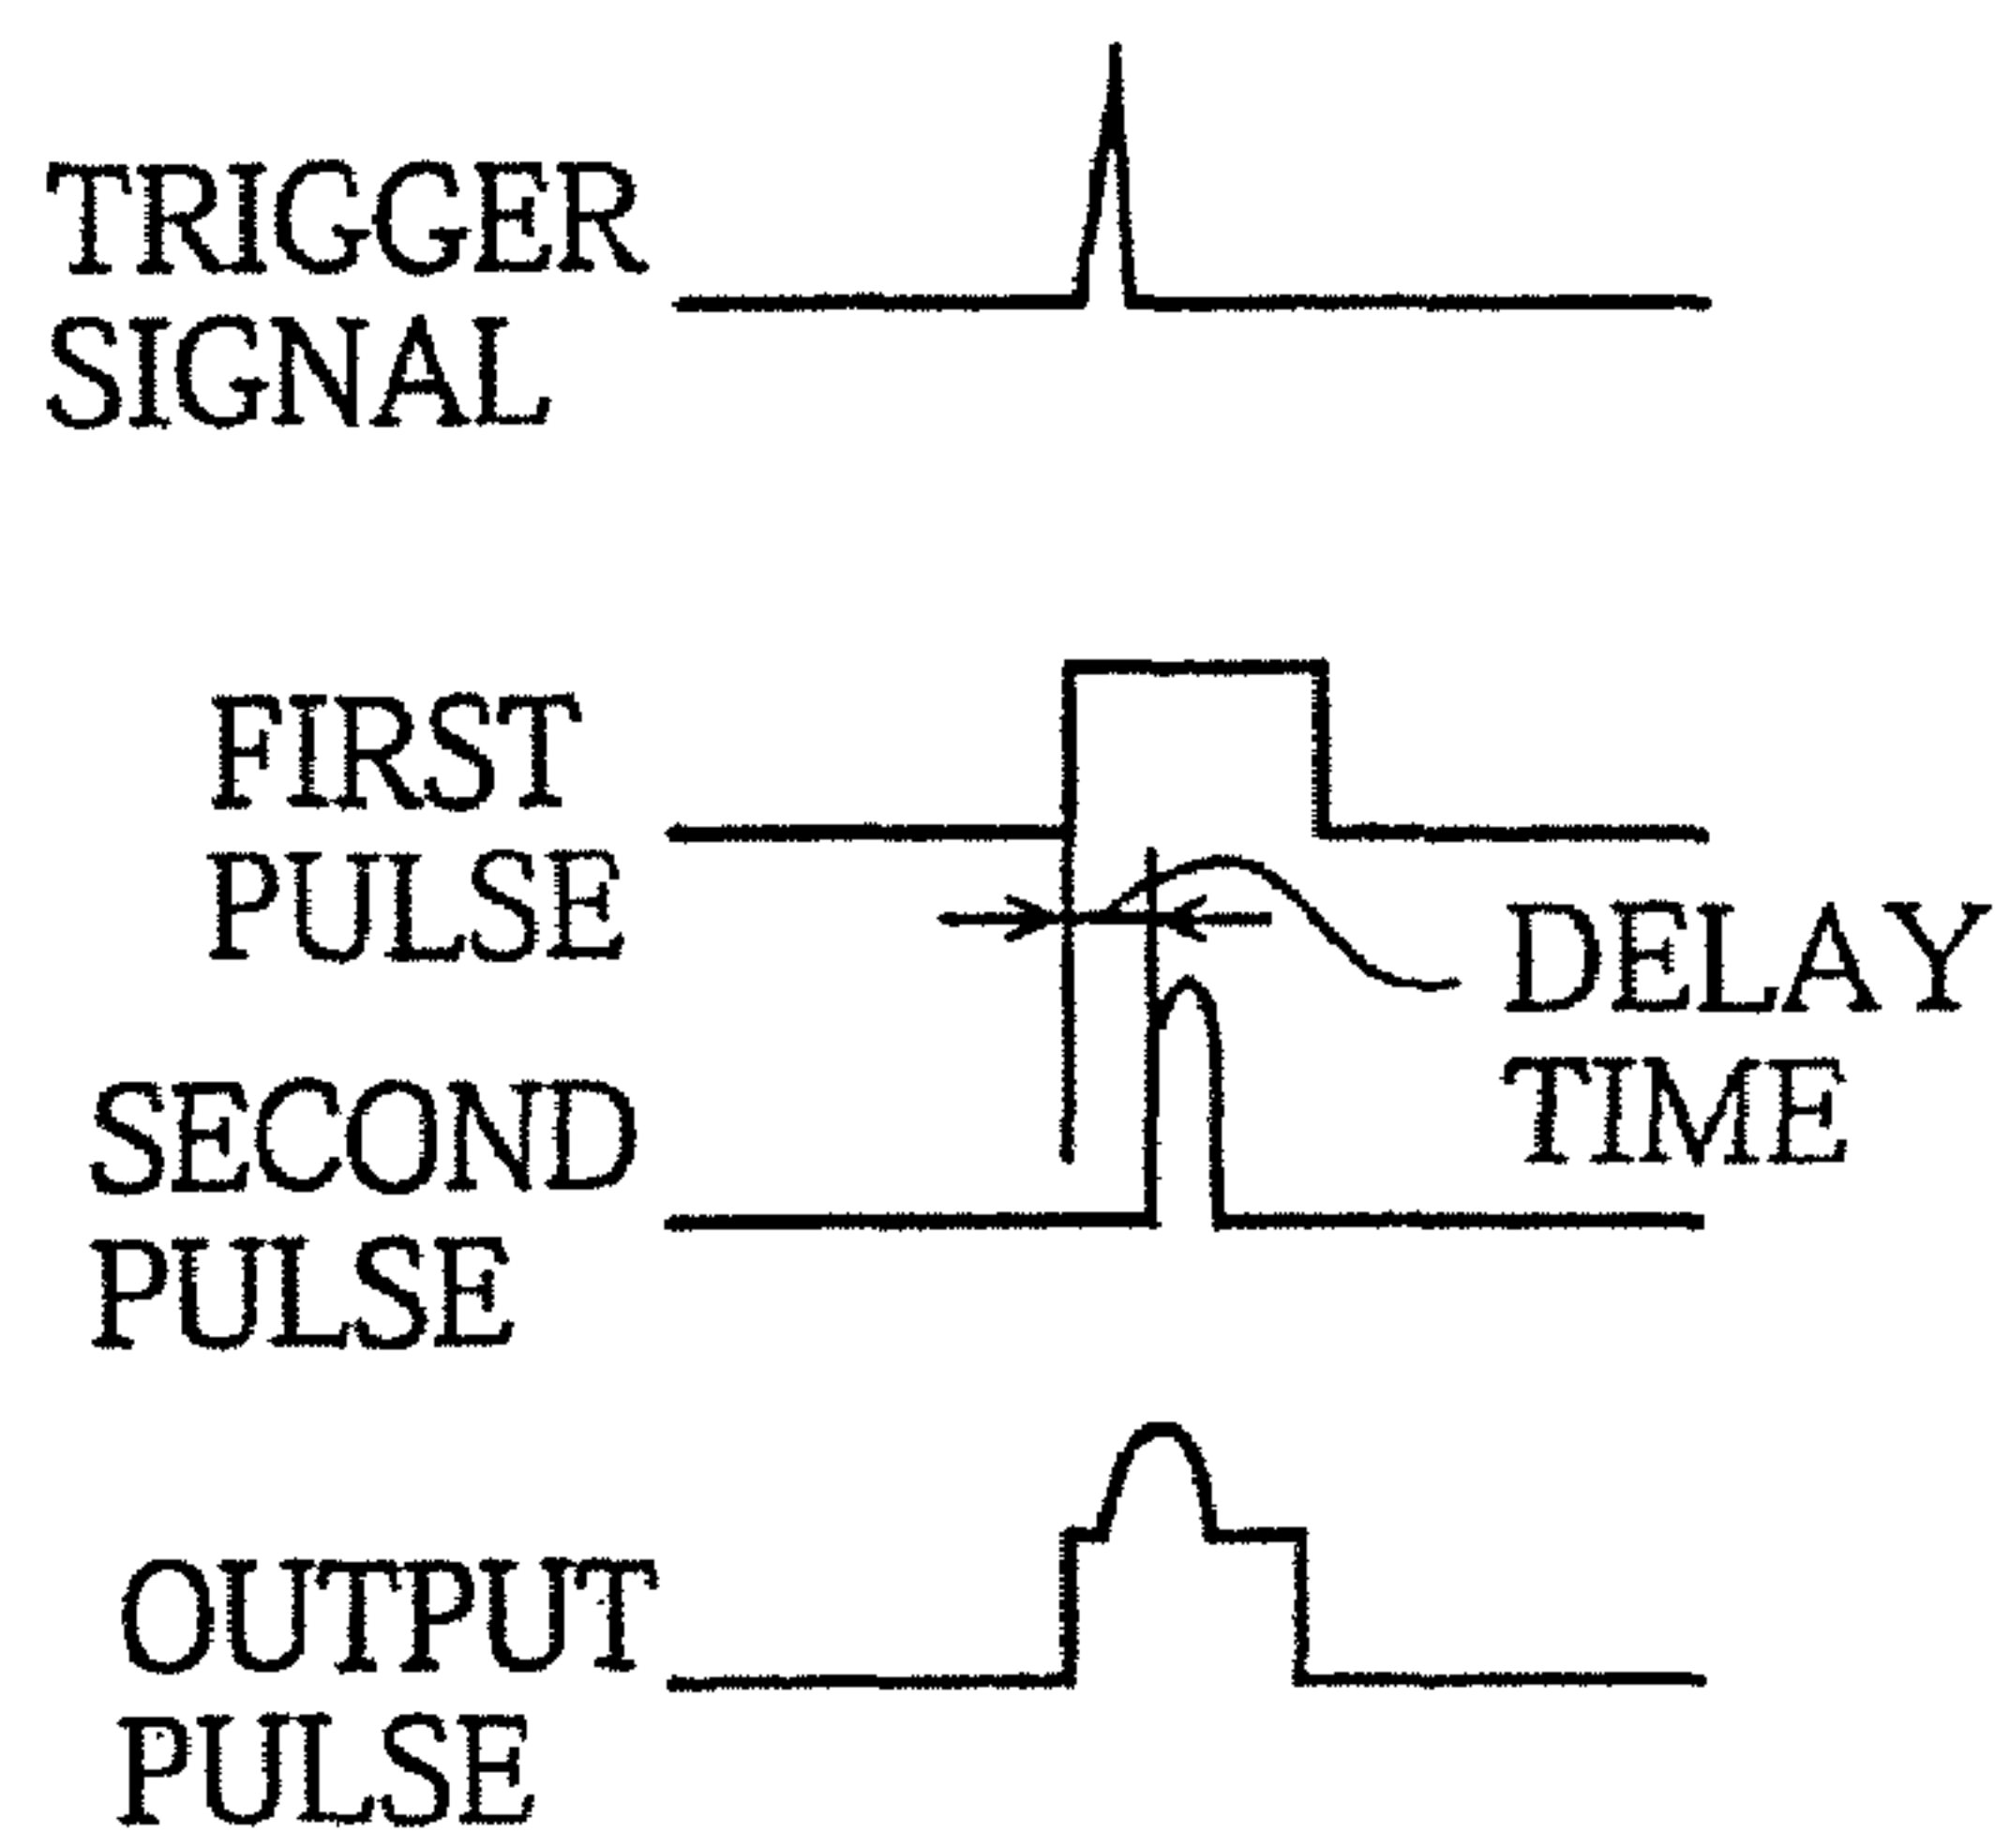 TRIGGER
SIGNAL
FIRST
PULSE
DELAY
TIME
SECOND
PULSE
OUTPUT
PULSE